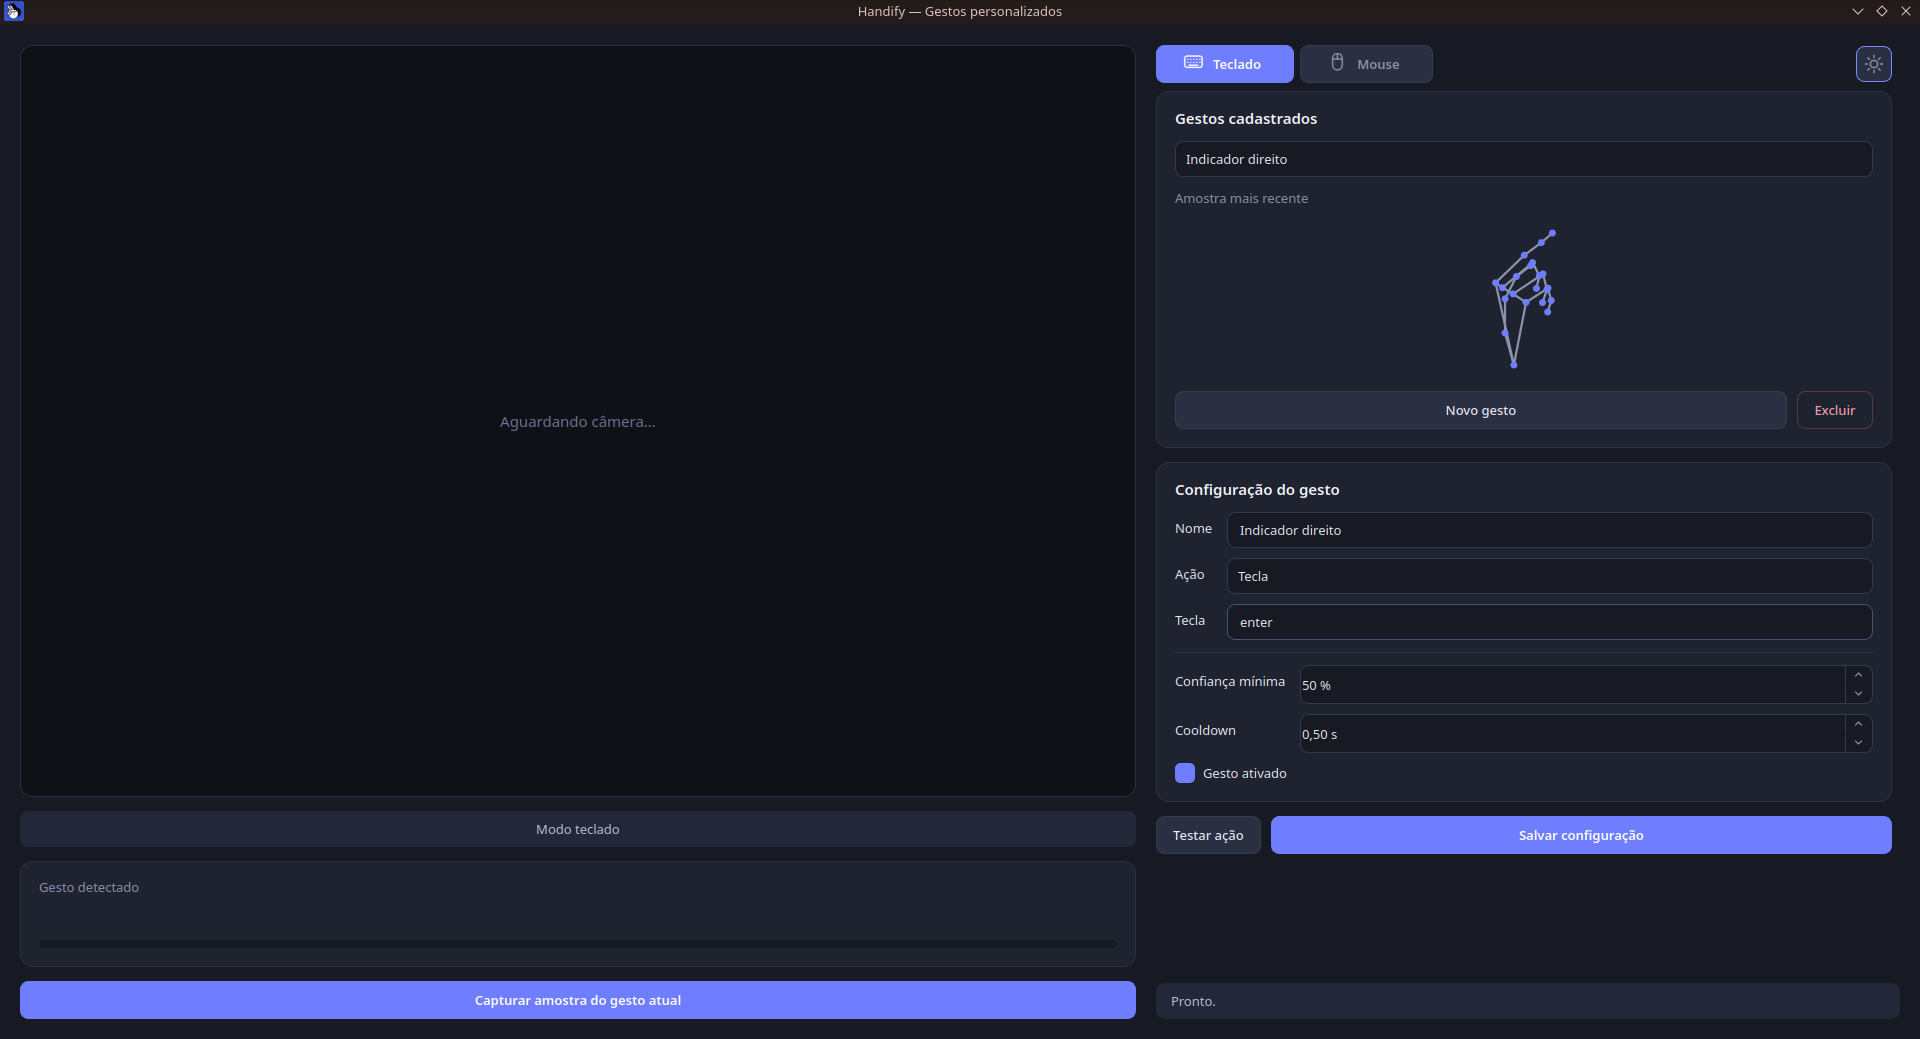 Handify — Gestos personalizados
Aguardando câmera...
Modo teclado
Gesto detectado
Capturar amostra do gesto atual
Teclado
Mouse
Gestos cadastrados
Indicador direito
Amostra mais recente
Novo gesto
Excluir
Configuração do gesto
Nome
Indicador direito
Ação
Tecla
Tecla
enter
Confiança mínima
50 %
Cooldown
0,50 s
Gesto ativado
Testar ação
Salvar configuração
Pronto.